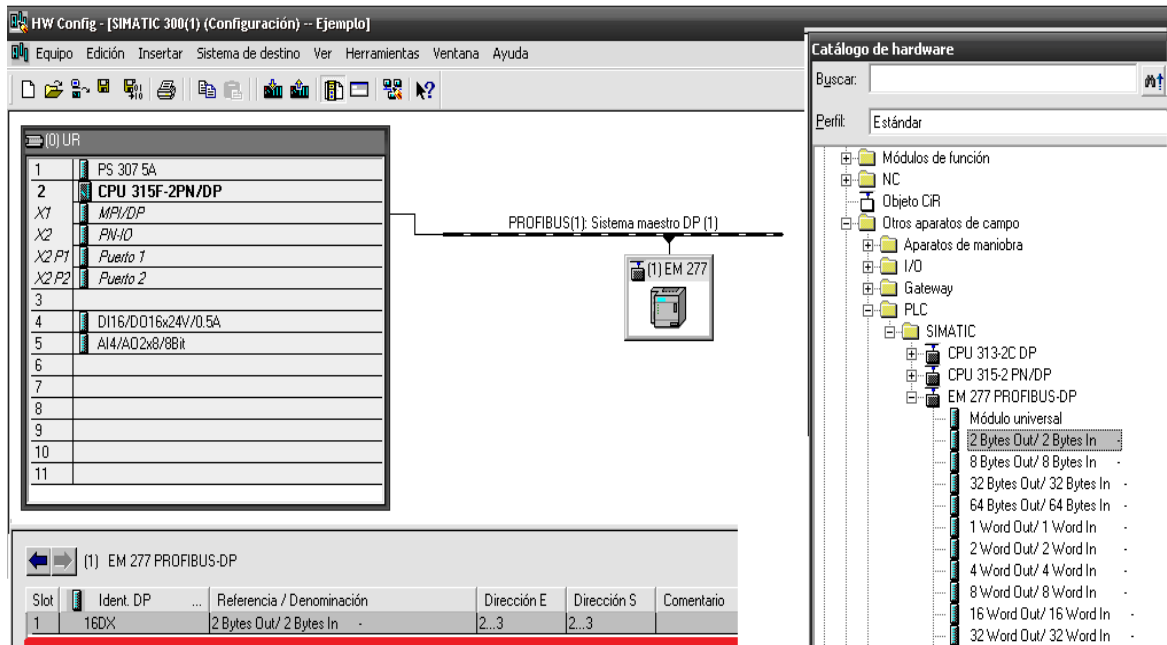 HW Config - [SIMATIC 300(1) (Configuración) -- Ejemplo]
Equipo Edición Insertar Sistema de destino Ver Herramientas Ventana Ayuda
(0) UR
1 PS 307 5A
2 CPU 315F-2PN/DP
X1 MPI/DP
X2 PN-IO
X2 P1 Puerto 1
X2 P2 Puerto 2
3
4 DI16/DO16x24V/0.5A
5 AI4/AO2x8/8Bit
6
7
8
9
10
11
PROFIBUS(1): Sistema maestro DP (1)
(1) EM 277
(1) EM 277 PROFIBUS-DP
Slot Ident. DP ... Referencia / Denominación Dirección E Dirección S Comentario
1 16DX 2 Bytes Out/ 2 Bytes In - 2...3 2...3
Catálogo de hardware
Buscar:
Perfil: Estándar
Módulos de función
NC
Objeto CiR
Otros aparatos de campo
Aparatos de maniobra
I/O
Gateway
PLC
SIMATIC
CPU 313-2C DP
CPU 315-2 PN/DP
EM 277 PROFIBUS-DP
Módulo universal
2 Bytes Out/ 2 Bytes In -
8 Bytes Out/ 8 Bytes In -
32 Bytes Out/ 32 Bytes In -
64 Bytes Out/ 64 Bytes In -
1 Word Out/ 1 Word In -
2 Word Out/ 2 Word In -
4 Word Out/ 4 Word In -
8 Word Out/ 8 Word In -
16 Word Out/ 16 Word In -
32 Word Out/ 32 Word In -